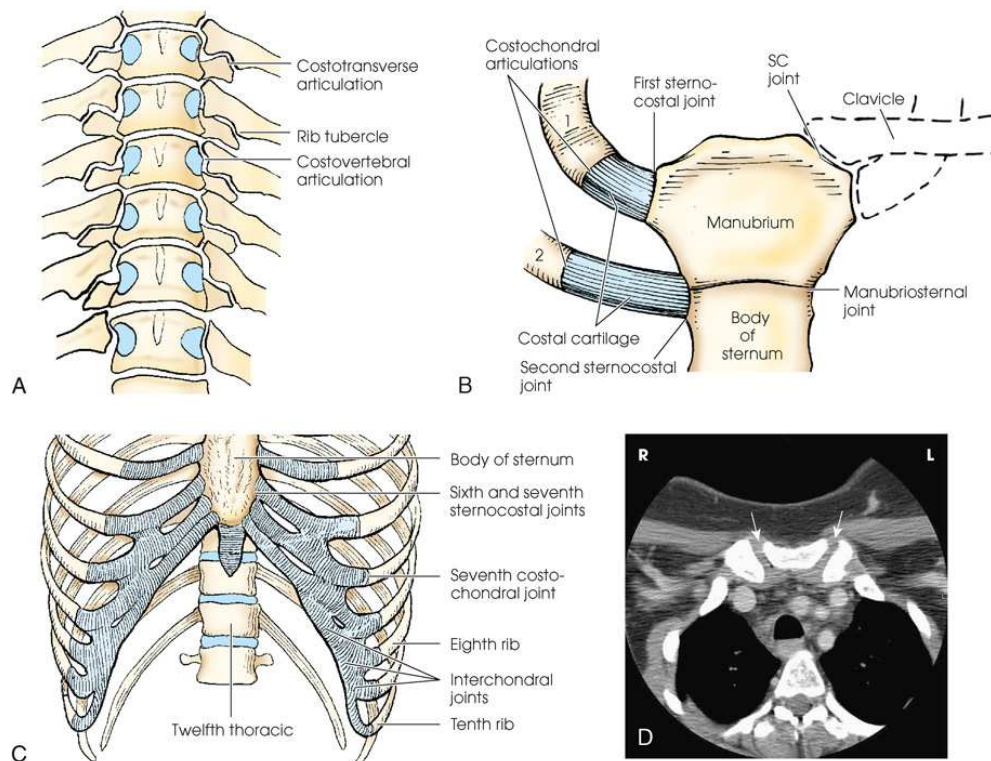 Costotransverse
articulation
Rib tubercle
Costovertebral
articulation
A
Costochondral
articulations
First sterno-
costal joint
SC
joint
Clavicle
1
2
Manubrium
Manubriosternal
joint
Body
of
sternum
Costal cartilage
Second sternocostal
joint
B
Body of sternum
Sixth and seventh
sternocostal joints
Seventh costo-
chondral joint
Eighth rib
Interchondral
joints
Tenth rib
Twelfth thoracic
C
R
L
D